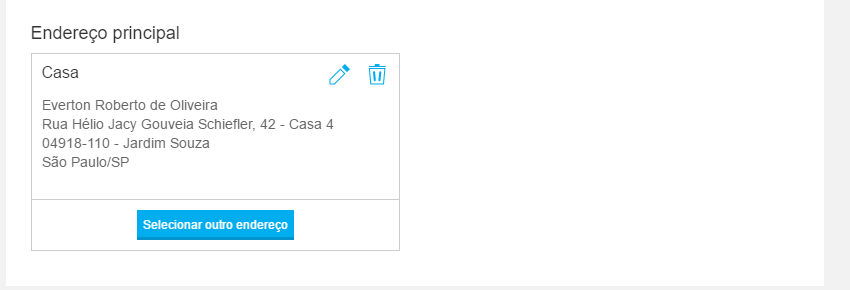 Endereço principal
Casa
Everton Roberto de Oliveira
Rua Hélio Jacy Gouveia Schiefler, 42 - Casa 4
04918-110 - Jardim Souza
São Paulo/SP
Selecionar outro endereço